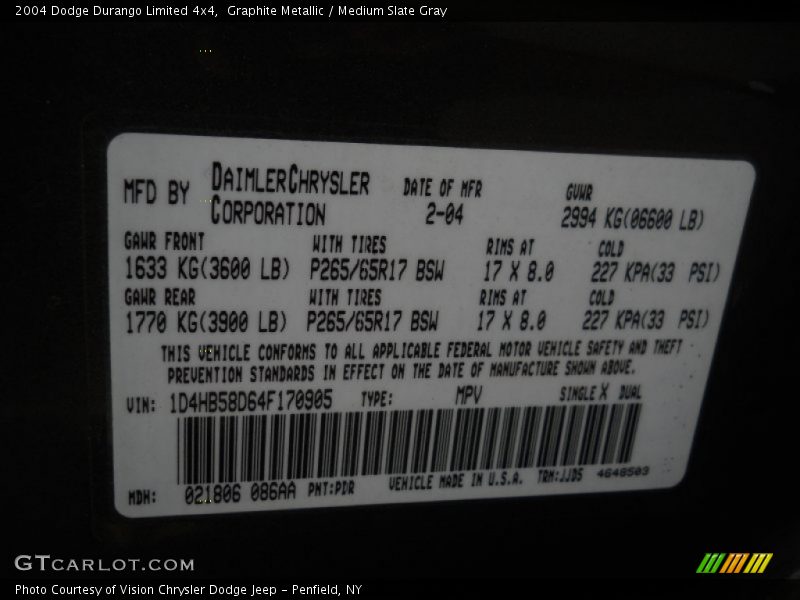 2004 Dodge Durango Limited 4x4,  Graphite Metallic / Medium Slate Gray
MFD BY DAIMLERCHRYSLER CORPORATION DATE OF MFR 2-04 GVWR 2994 KG(06600 LB)
GAWR FRONT WITH TIRES RIMS AT COLD
1633 KG(3600 LB) P265/65R17 BSW 17 X 8.0 227 KPA(33 PSI)
GAWR REAR WITH TIRES RIMS AT COLD
1770 KG(3900 LB) P265/65R17 BSW 17 X 8.0 227 KPA(33 PSI)
THIS VEHICLE CONFORMS TO ALL APPLICABLE FEDERAL MOTOR VEHICLE SAFETY AND THEFT
PREVENTION STANDARDS IN EFFECT ON THE DATE OF MANUFACTURE SHOWN ABOVE.
VIN: 1D4HB58D64F170905 TYPE: MPV SINGLE X DUAL
MDH: 021806 086AA PNT:PDR VEHICLE MADE IN U.S.A. TRM:JJD5 4648503
GTCARLOT.COM
Photo Courtesy of Vision Chrysler Dodge Jeep - Penfield, NY